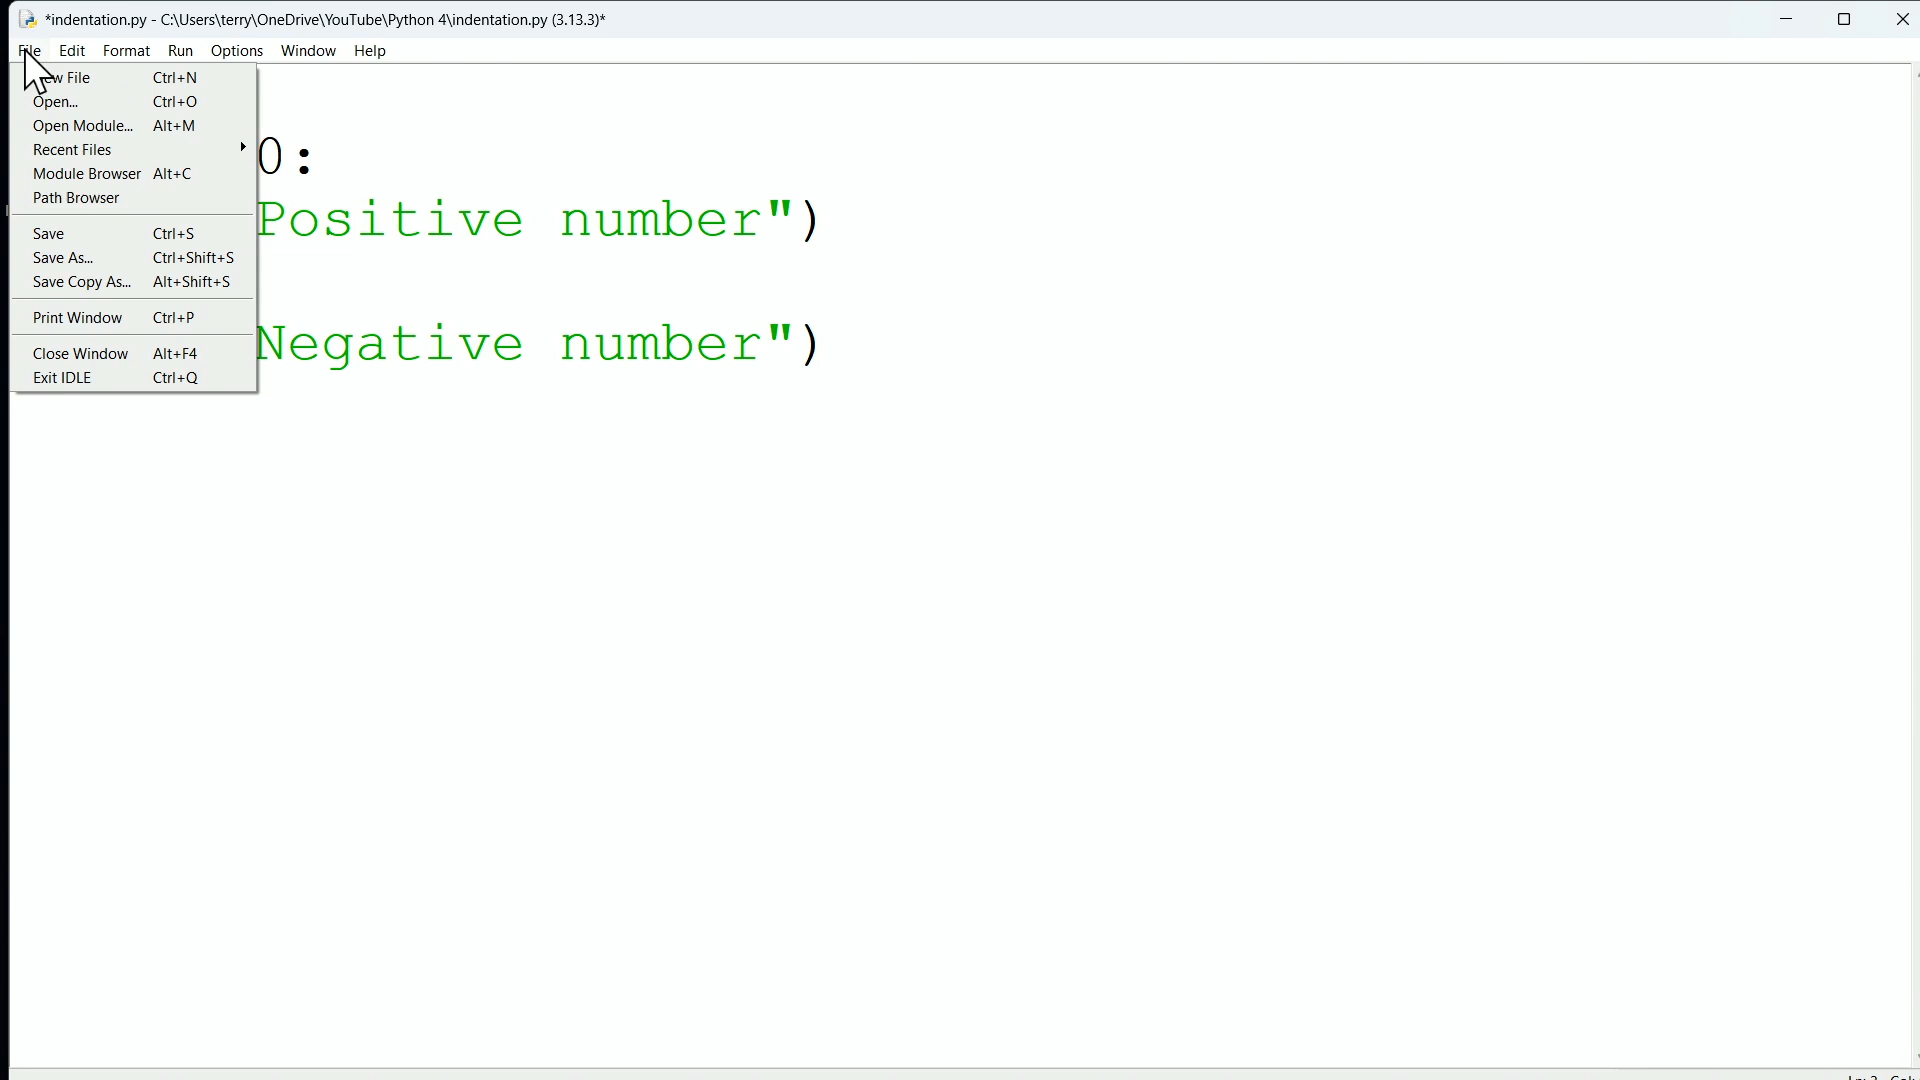 *indentation.py - C:\Users\terry\OneDrive\YouTube\Python 4\indentation.py (3.13.3)*
File Edit Format Run Options Window Help
File Ctrl+N
Open... Ctrl+O
Open Module... Alt+M
Recent Files
Module Browser Alt+C
Path Browser
Save Ctrl+S
Save As... Ctrl+Shift+S
Save Copy As... Alt+Shift+S
Print Window Ctrl+P
Close Window Alt+F4
Exit IDLE Ctrl+Q
0:
Positive number")
Negative number")